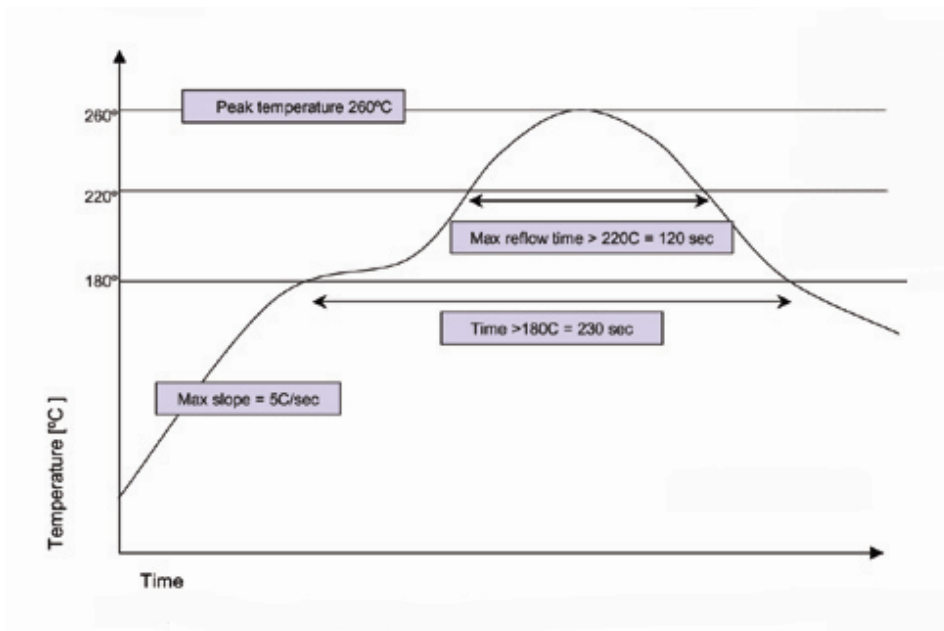 Peak temperature 260ºC
260º
220º
Max reflow time > 220C = 120 sec
180º
Time >180C = 230 sec
Max slope = 5C/sec
Temperature [ºC ]
Time